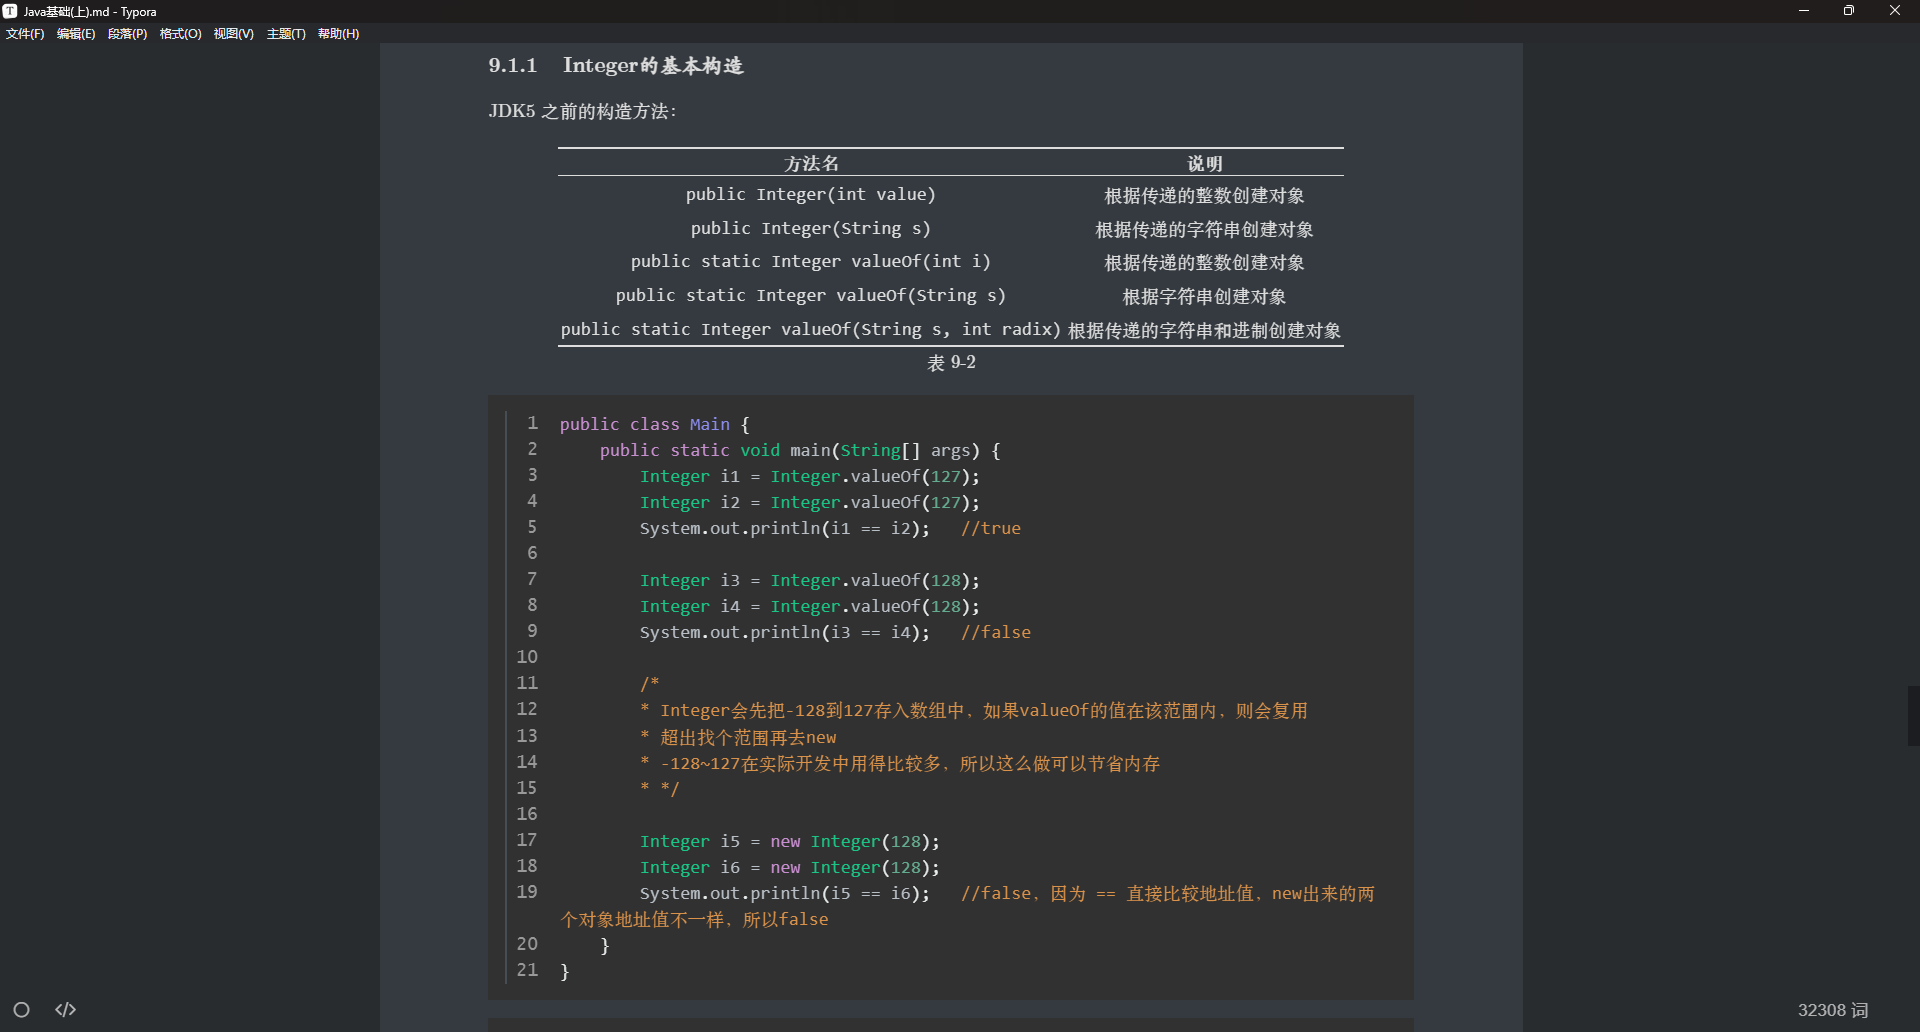 Java基础(上).md - Typora
文件(F) 编辑(E) 段落(P) 格式(O) 视图(V) 主题(T) 帮助(H)
9.1.1 Integer的基本构造
JDK5 之前的构造方法：
方法名 说明
public Integer(int value) 根据传递的整数创建对象
public Integer(String s) 根据传递的字符串创建对象
public static Integer valueOf(int i) 根据传递的整数创建对象
public static Integer valueOf(String s) 根据字符串创建对象
public static Integer valueOf(String s, int radix) 根据传递的字符串和进制创建对象
表 9-2
1 public class Main {
2     public static void main(String[] args) {
3         Integer i1 = Integer.valueOf(127);
4         Integer i2 = Integer.valueOf(127);
5         System.out.println(i1 == i2);   //true
6
7         Integer i3 = Integer.valueOf(128);
8         Integer i4 = Integer.valueOf(128);
9         System.out.println(i3 == i4);   //false
10
11         /*
12         * Integer会先把-128到127存入数组中，如果valueOf的值在该范围内，则会复用
13         * 超出找个范围再去new
14         * -128~127在实际开发中用得比较多，所以这么做可以节省内存
15         * */
16
17         Integer i5 = new Integer(128);
18         Integer i6 = new Integer(128);
19         System.out.println(i5 == i6);   //false，因为 == 直接比较地址值，new出来的两
个对象地址值不一样，所以false
20     }
21 }
32308 词